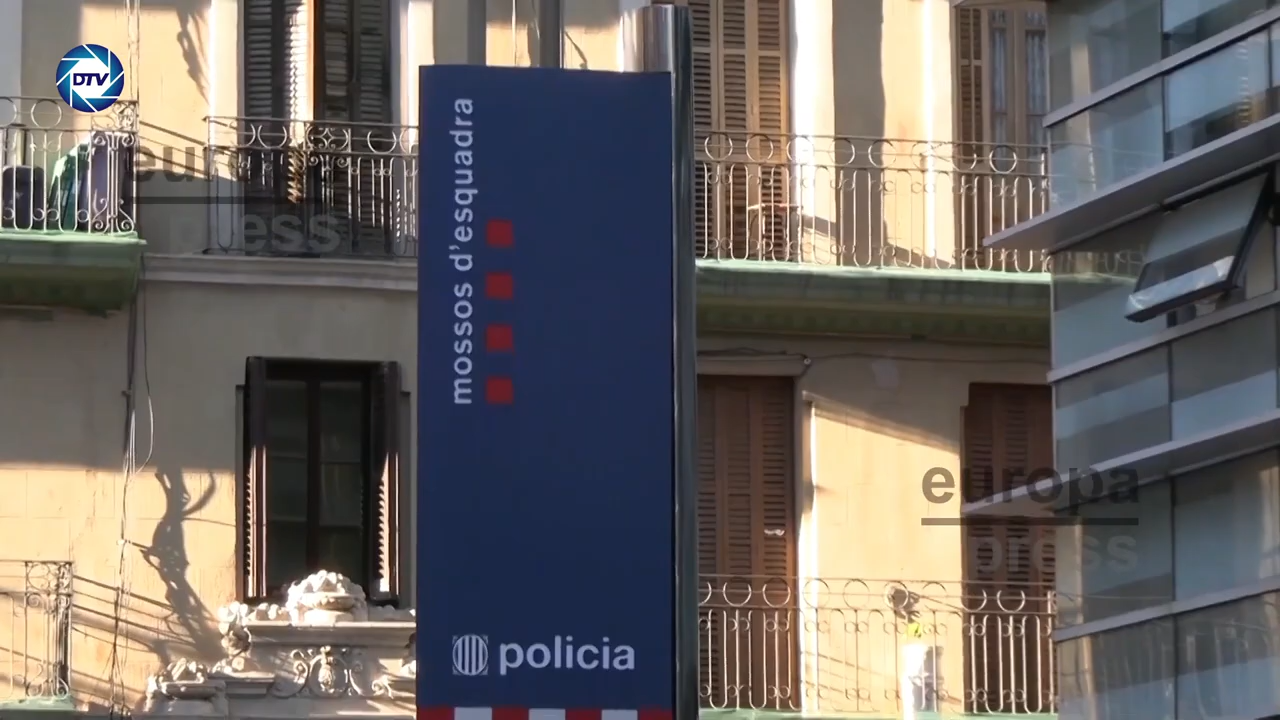 DTV
europa
press
mossos d'esquadra
policia
europa
press